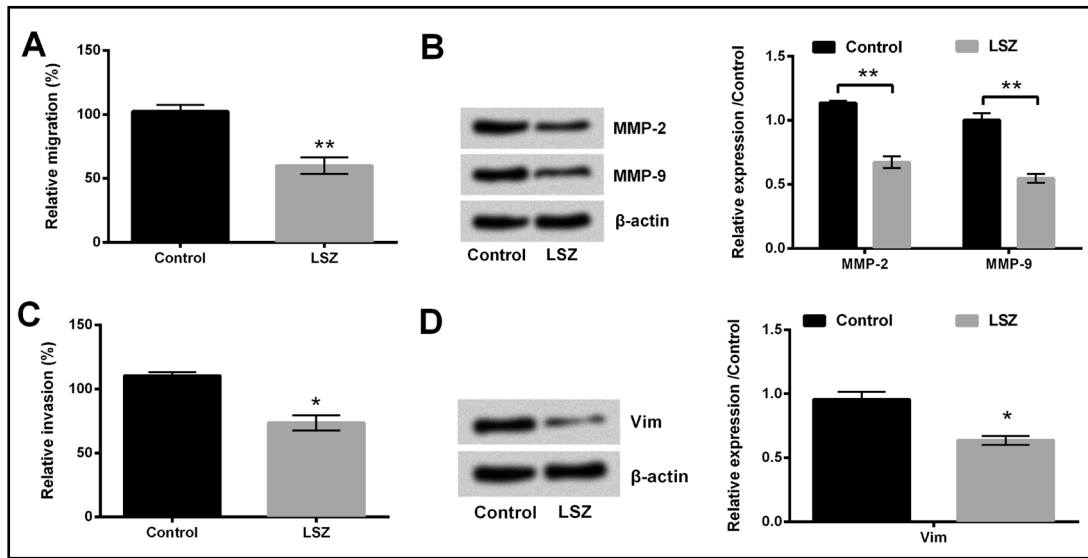 A
Relative migration (%)
150
100
50
0
**
Control
LSZ
B
MMP-2
MMP-9
β-actin
Control LSZ
Control
LSZ
Relative expression /Control
1.5
1.0
0.5
0.0
**
**
MMP-2
MMP-9
C
Relative invasion (%)
150
100
50
0
*
Control
LSZ
D
Vim
β-actin
Control LSZ
Control
LSZ
Relative expression /Control
1.5
1.0
0.5
0.0
*
Vim